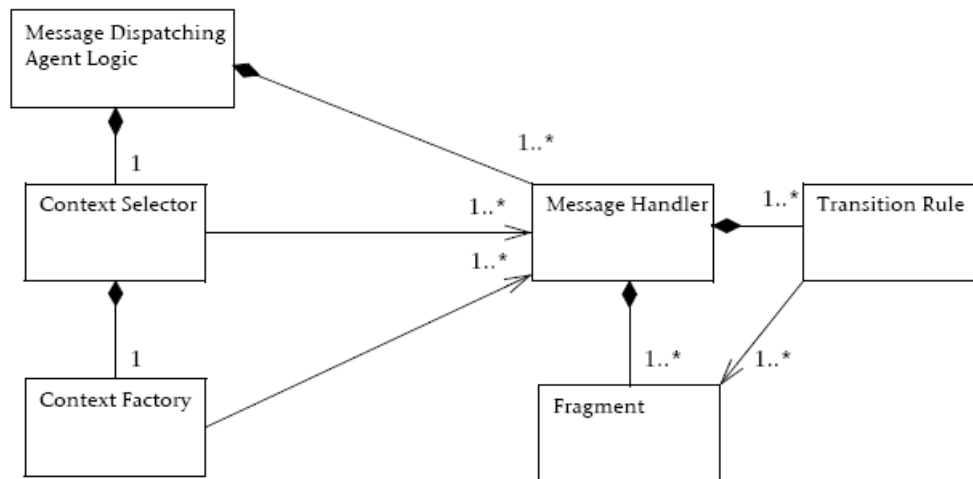 Message Dispatching
Agent Logic
1..*
1
Context Selector
1..*
Message Handler
1..*
Transition Rule
1..*
1
Context Factory
1..*
1..*
Fragment